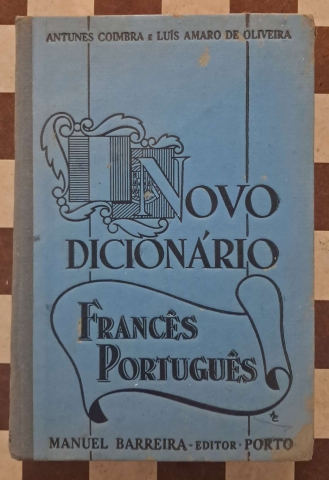 ANTUNES COIMBRA E LUÍS AMARO DE OLIVEIRA
NOVO
DICIONÁRIO
FRANCÊS
PORTUGUÊS
MANUEL BARREIRA - EDITOR - PORTO